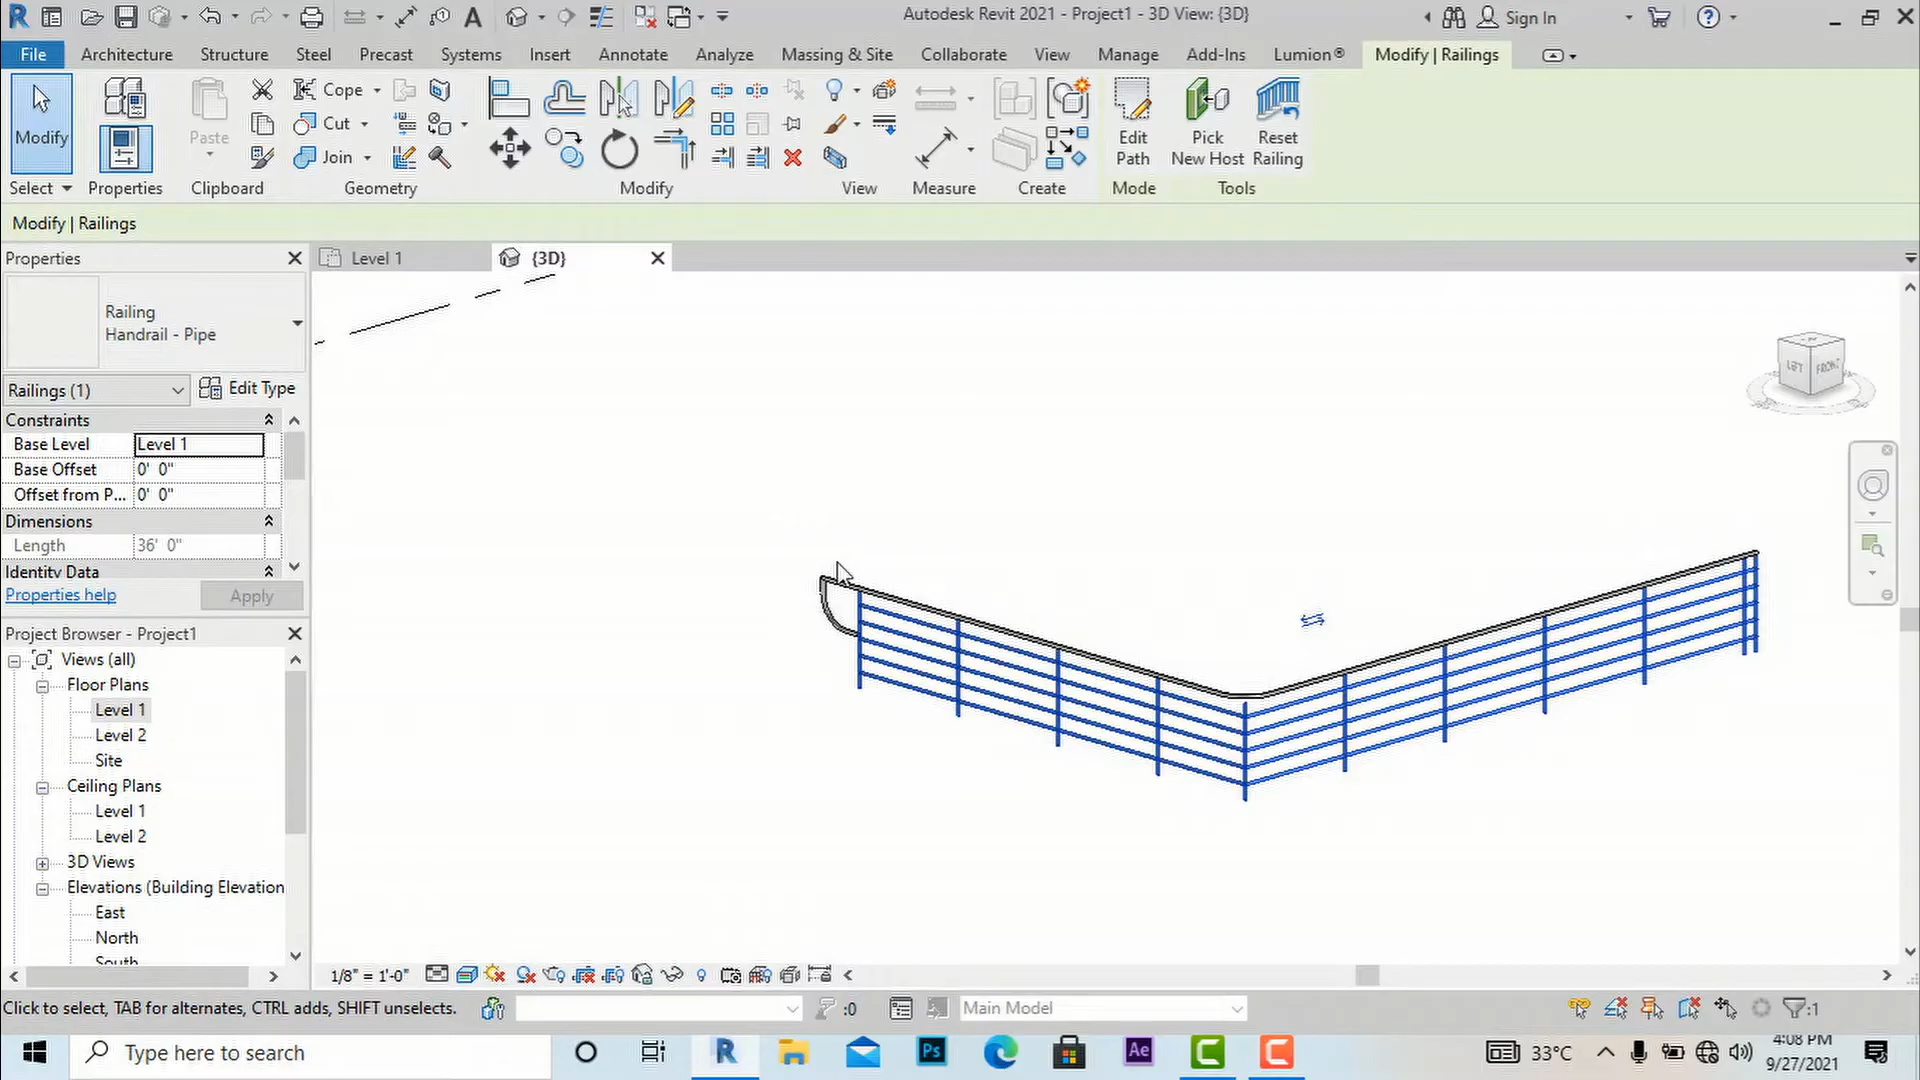 Autodesk Revit 2021 - Project1 - 3D View: {3D}
Sign In
File Architecture Structure Steel Precast Systems Insert Annotate Analyze Massing & Site Collaborate View Manage Add-Ins Lumion® Modify | Railings
Modify
Paste
Cope
Cut
Join
Edit Path
Pick New Host
Reset Railing
Select Properties Clipboard Geometry Modify View Measure Create Mode Tools
Modify | Railings
Properties
Level 1
{3D}
Railing
Handrail - Pipe
Railings (1)
Edit Type
Constraints
Base Level Level 1
Base Offset 0' 0"
Offset from P... 0' 0"
Dimensions
Length 36' 0"
Identity Data
Properties help
Apply
LEFT FRONT
Project Browser - Project1
Views (all)
Floor Plans
Level 1
Level 2
Site
Ceiling Plans
Level 1
Level 2
3D Views
Elevations (Building Elevation
East
North
South
1/8" = 1'-0"
Click to select, TAB for alternates, CTRL adds, SHIFT unselects.
:0
Main Model
:1
Type here to search
Ps
Ae
33°C
4:08 PM
9/27/2021